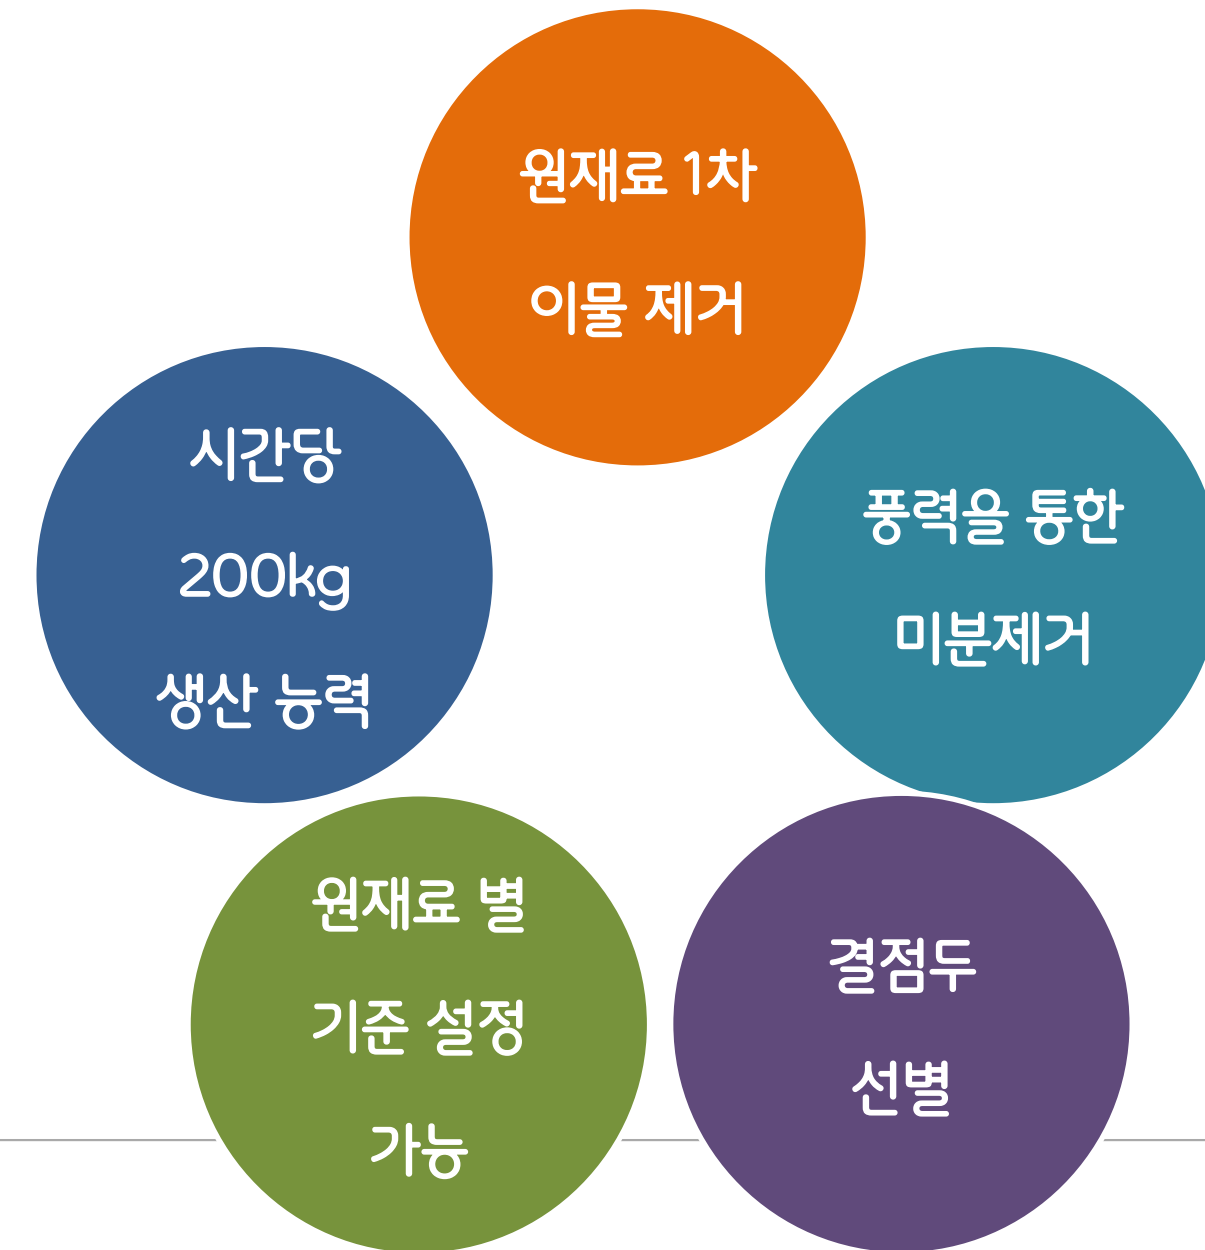 원재료 1차
이물 제거
풍력을 통한
미분제거
결점두
선별
원재료 별
기준 설정
가능
시간당
200kg
생산 능력